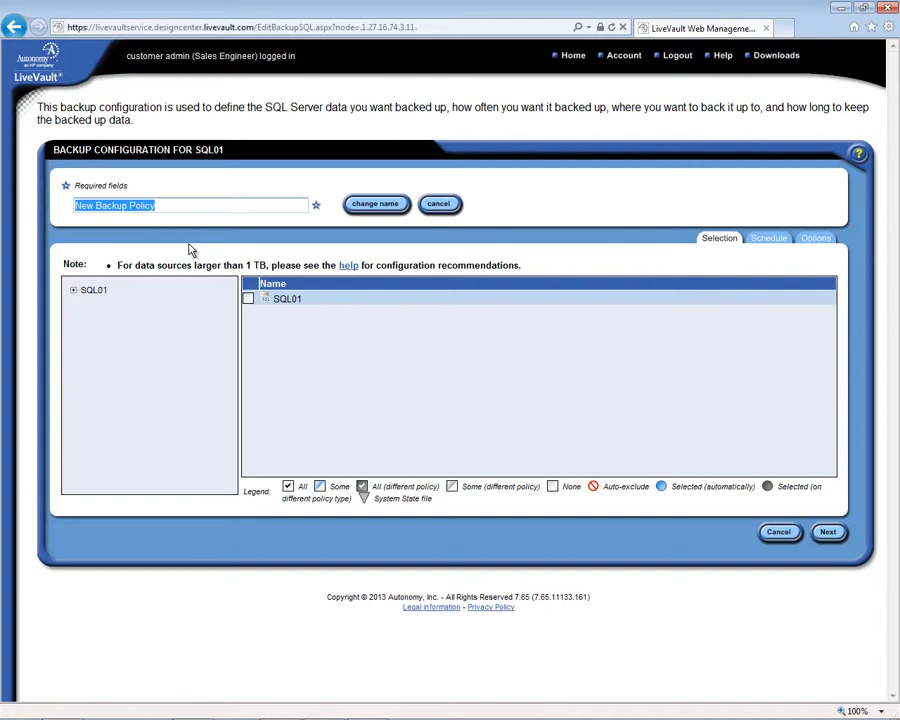 https://livevaultservice.designcenter.livevault.com/EditBackupSQL.aspx?node=.1.27.16.74.3.11.
LiveVault Web Manageme...
Autonomy
an HP company
LiveVault®
customer admin (Sales Engineer) logged in
Home
Account
Logout
Help
Downloads
This backup configuration is used to define the SQL Server data you want backed up, how often you want it backed up, where you want to back it up to, and how long to keep
the backed up data.
BACKUP CONFIGURATION FOR SQL01
?
Required fields
New Backup Policy
change name
cancel
Selection
Schedule
Options
Note:
• For data sources larger than 1 TB, please see the help for configuration recommendations.
SQL01
Name
SQL01
Legend:
All
Some
All (different policy)
Some (different policy)
None
Auto-exclude
Selected (automatically)
Selected (on
different policy type)
System State file
Cancel
Next
Copyright © 2013 Autonomy, Inc. - All Rights Reserved 7.65 (7.65.11133.161)
Legal information - Privacy Policy
100%